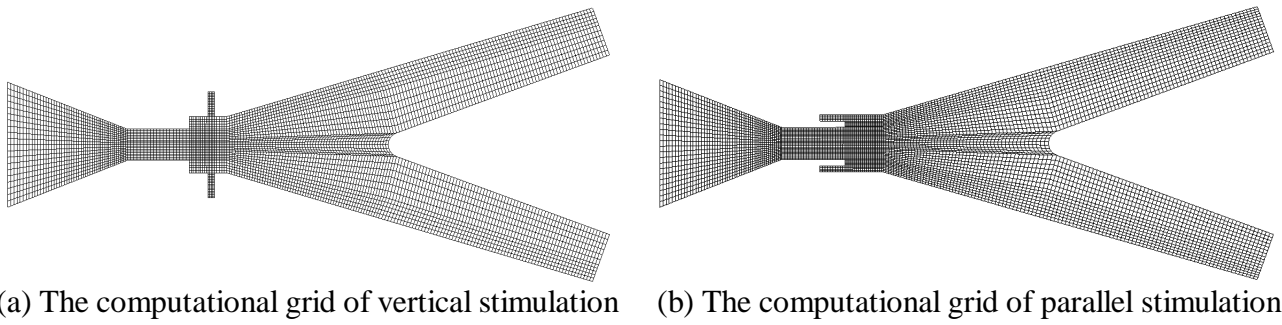 (a) The computational grid of vertical stimulation
(b) The computational grid of parallel stimulation